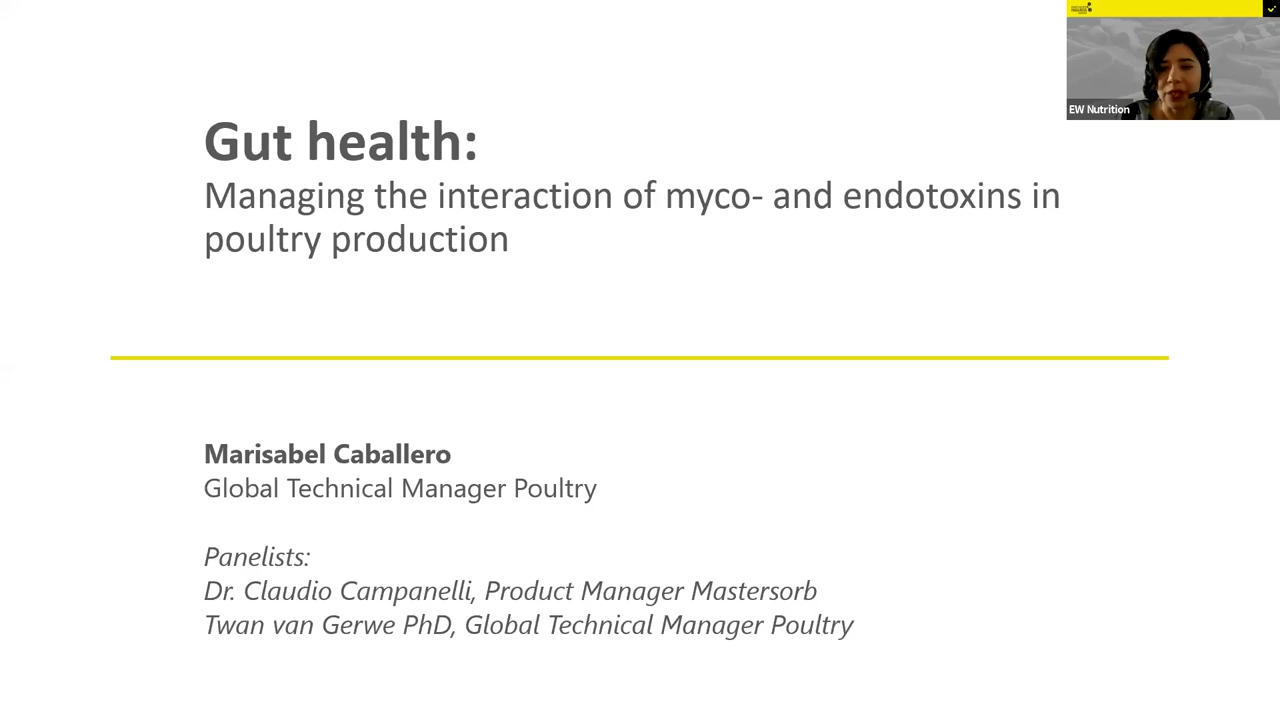 Gut health:
Managing the interaction of myco- and endotoxins in
poultry production
EW Nutrition
Marisabel Caballero
Global Technical Manager Poultry
Panelists:
Dr. Claudio Campanelli, Product Manager Mastersorb
Twan van Gerwe PhD, Global Technical Manager Poultry